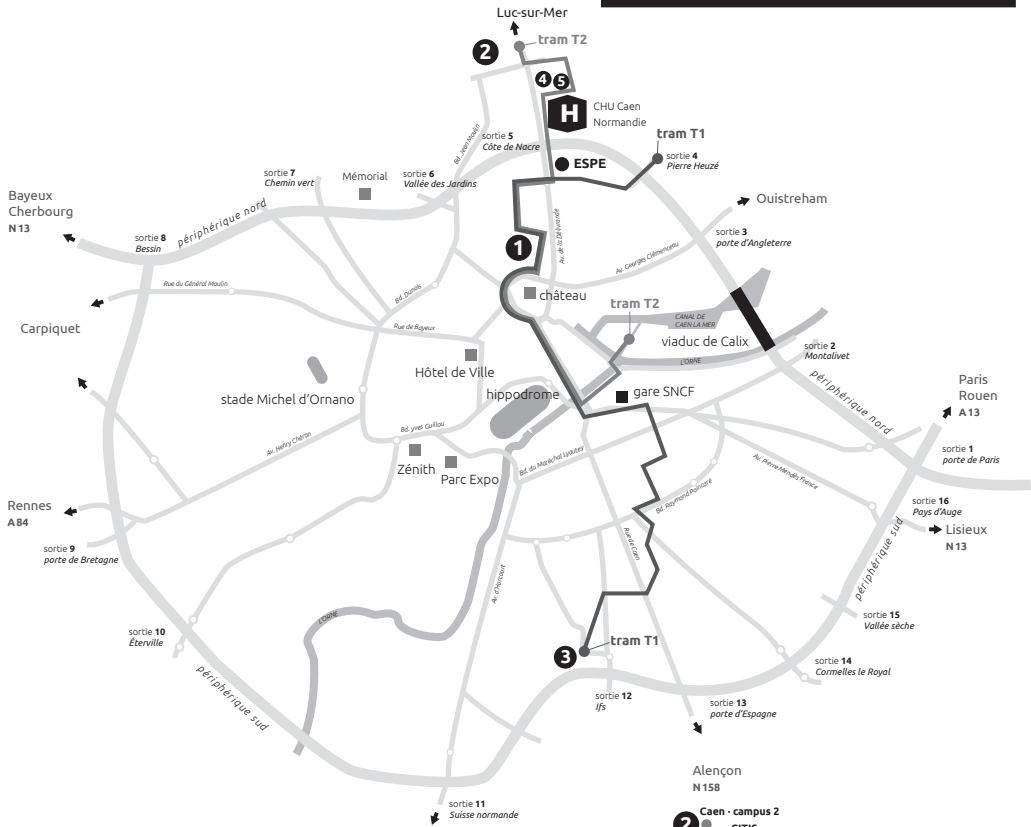 Luc-sur-Mer
2
tram T2
4 5
H
CHU Caen
Normandie
Bd. Jean Moulin
sortie 5
Côte de Nacre
tram T1
ESPE
sortie 4
Pierre Heuzé
sortie 7
Chemin vert
Mémorial
sortie 6
Vallée des Jardins
Bayeux
Cherbourg
N 13
périphérique nord
Ouistreham
sortie 8
Bessin
1
Av. de la Délivrande
sortie 3
porte d'Angleterre
Av. Georges Clémenceau
Rue du Général Moulin
Bd. Dunois
château
tram T2
Carpiquet
Rue de Bayeux
CANAL DE
CAEN LA MER
viaduc de Calix
sortie 2
Montalivet
L'ORNE
Hôtel de Ville
périphérique nord
Paris
Rouen
A 13
stade Michel d'Ornano
hippodrome
gare SNCF
Bd. yves Guillou
Av. Henry Chéron
Zénith
Parc Expo
Bd. du Maréchal Lyautey
Av. Pierre Mendès France
sortie 1
porte de Paris
Bd. Raymond Poincaré
Rennes
A 84
sortie 16
Pays d'Auge
Lisieux
N 13
sortie 9
porte de Bretagne
Rue de Caen
périphérique sud
Av. d'Harcourt
L'ORNE
sortie 15
Vallée sèche
sortie 10
Éterville
tram T1
3
sortie 14
Cormelles le Royal
périphérique sud
sortie 12
Ifs
sortie 13
porte d'Espagne
Alençon
N 158
sortie 11
Suisse normande
Caen · campus 2
2